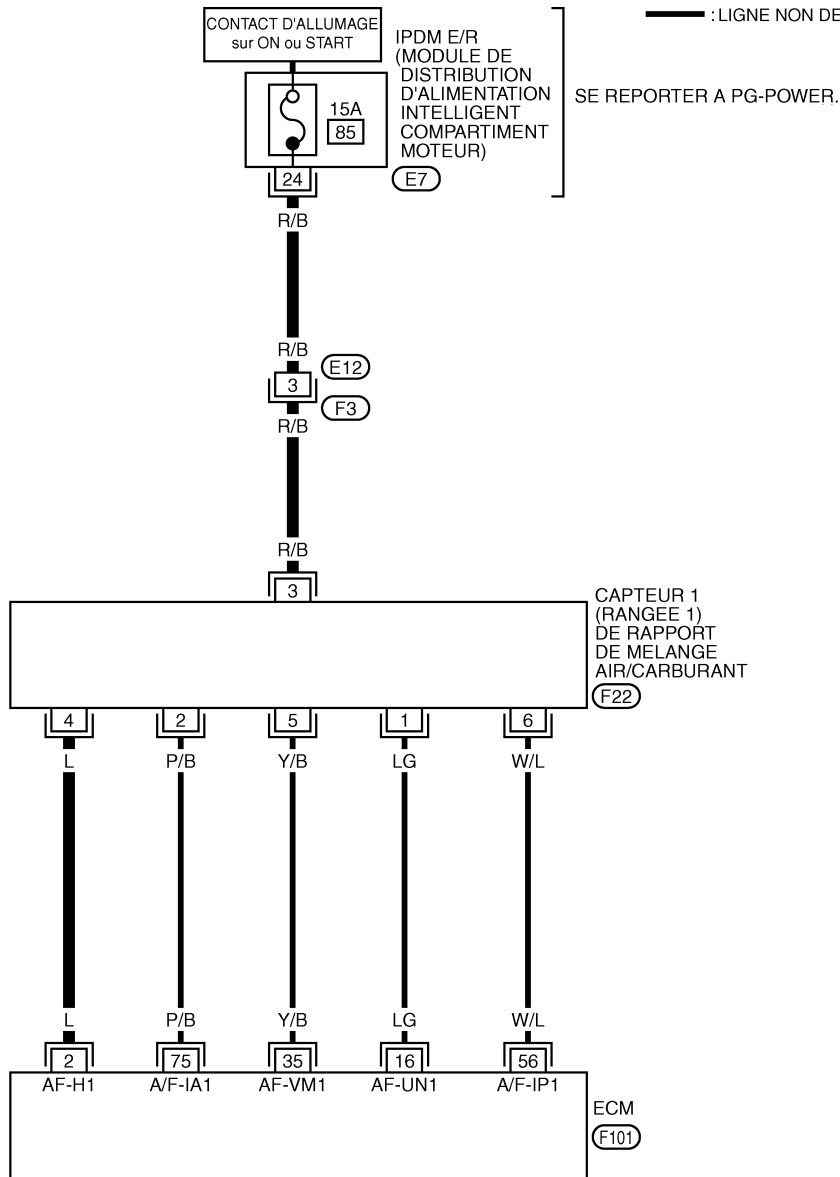 CONTACT D'ALLUMAGE
sur ON ou START
: LIGNE NON DE
IPDM E/R
(MODULE DE
DISTRIBUTION
D'ALIMENTATION
INTELLIGENT
COMPARTIMENT
MOTEUR)
SE REPORTER A PG-POWER.
15A
85
24
E7
R/B
R/B
E12
3
F3
R/B
R/B
3
CAPTEUR 1
(RANGEE 1)
DE RAPPORT
DE MELANGE
AIR/CARBURANT
F22
4 2 5 1 6
L P/B Y/B LG W/L
L P/B Y/B LG W/L
2 75 35 16 56
AF-H1 A/F-IA1 AF-VM1 AF-UN1 A/F-IP1
ECM
F101